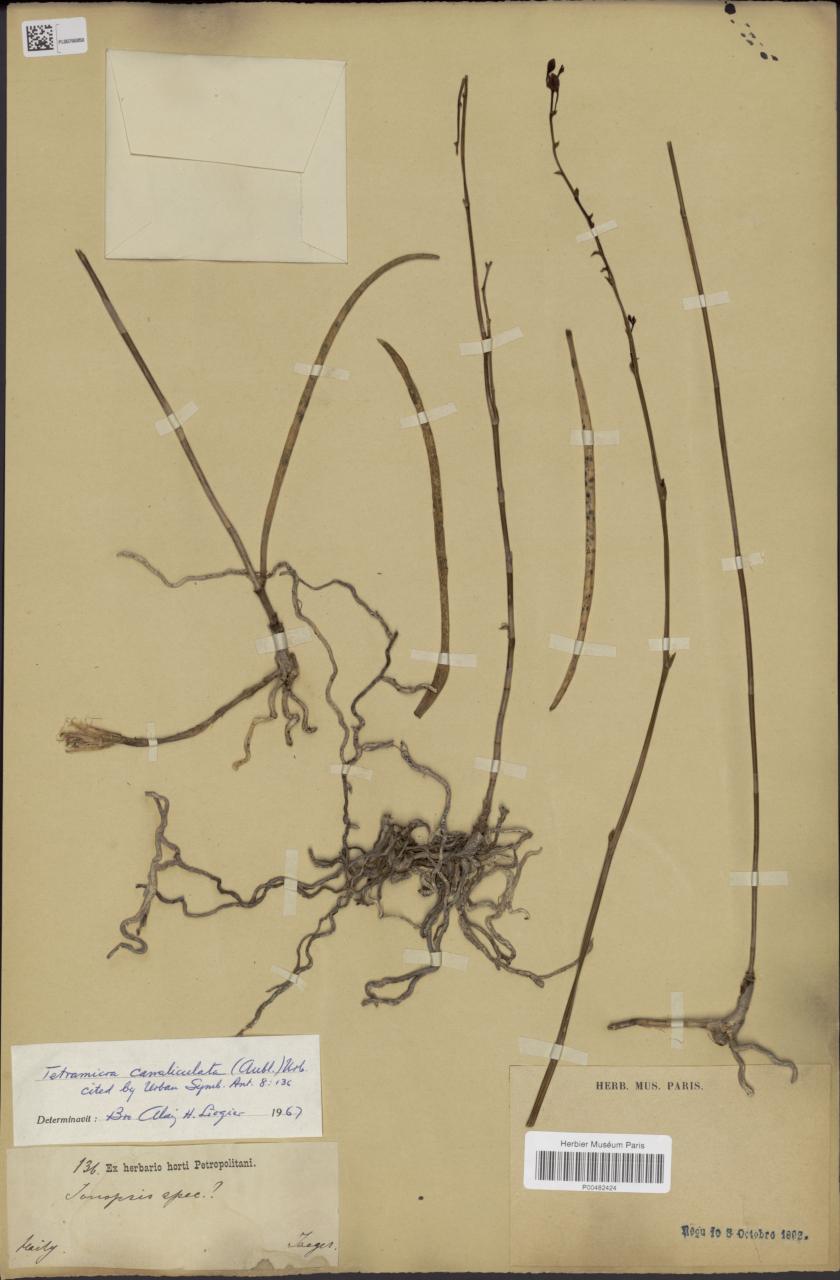 Tetramicra canaliculata (Aubl.) Urb.
cited by Urban Symb. Ant. 8: 136
Determinavit : Bro Alain H. Liogier 1967
136. Ex herbario horti Petropolitani.
Ionopsis spec.?
Haity. Jaeger.
HERB. MUS. PARIS.
Herbier Muséum Paris
P00482424
Reçu le 5 Octobre 1892.